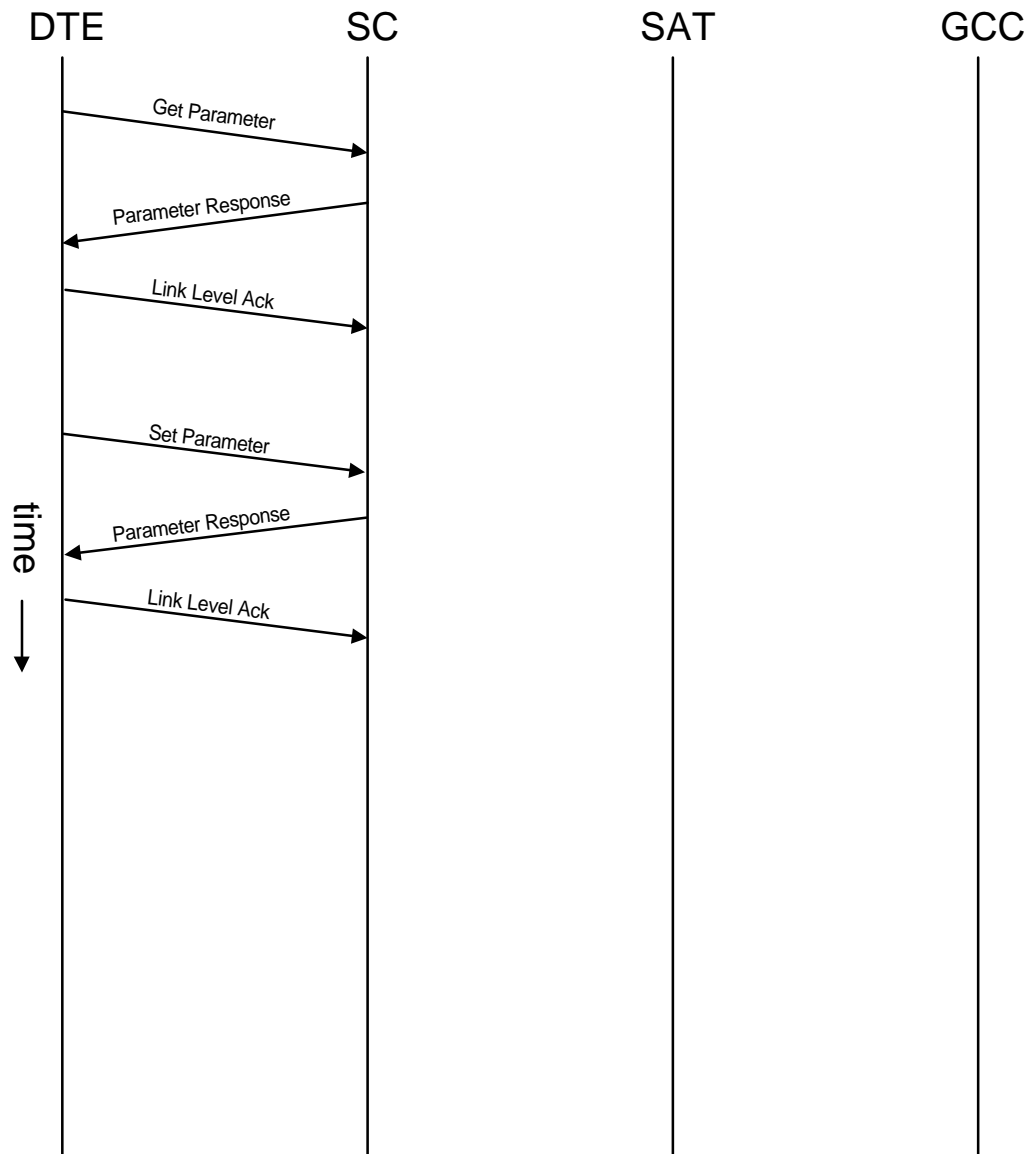 DTE SC SAT GCC
Get Parameter
Parameter Response
Link Level Ack
Set Parameter
time
Parameter Response
Link Level Ack